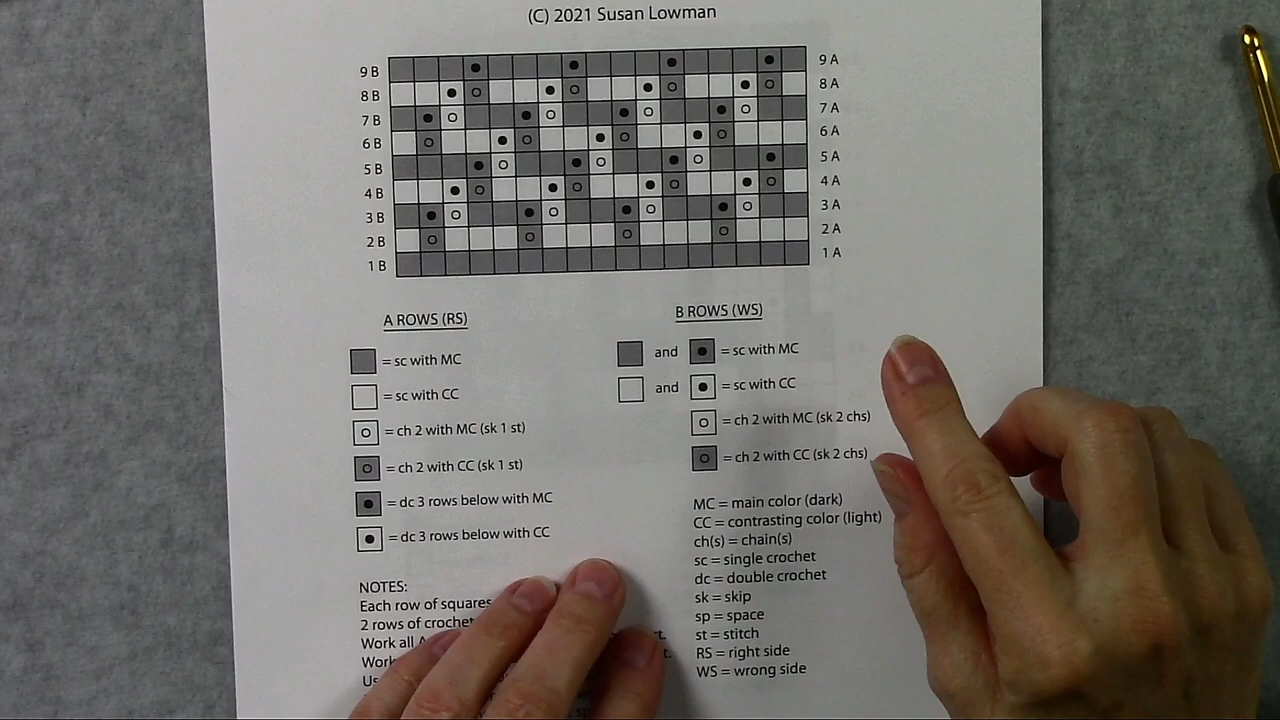 (C) 2021 Susan Lowman
9 B 9 A
8 B 8 A
7 B 7 A
6 B 6 A
5 B 5 A
4 B 4 A
3 B 3 A
2 B 2 A
1 B 1 A
A ROWS (RS)
= sc with MC
= sc with CC
= ch 2 with MC (sk 1 st)
= ch 2 with CC (sk 1 st)
= dc 3 rows below with MC
= dc 3 rows below with CC
B ROWS (WS)
and = sc with MC
and = sc with CC
= ch 2 with MC (sk 2 chs)
= ch 2 with CC (sk 2 chs)
MC = main color (dark)
CC = contrasting color (light)
ch(s) = chain(s)
sc = single crochet
dc = double crochet
sk = skip
sp = space
st = stitch
RS = right side
WS = wrong side
NOTES:
Each row of squares
2 rows of
Work all